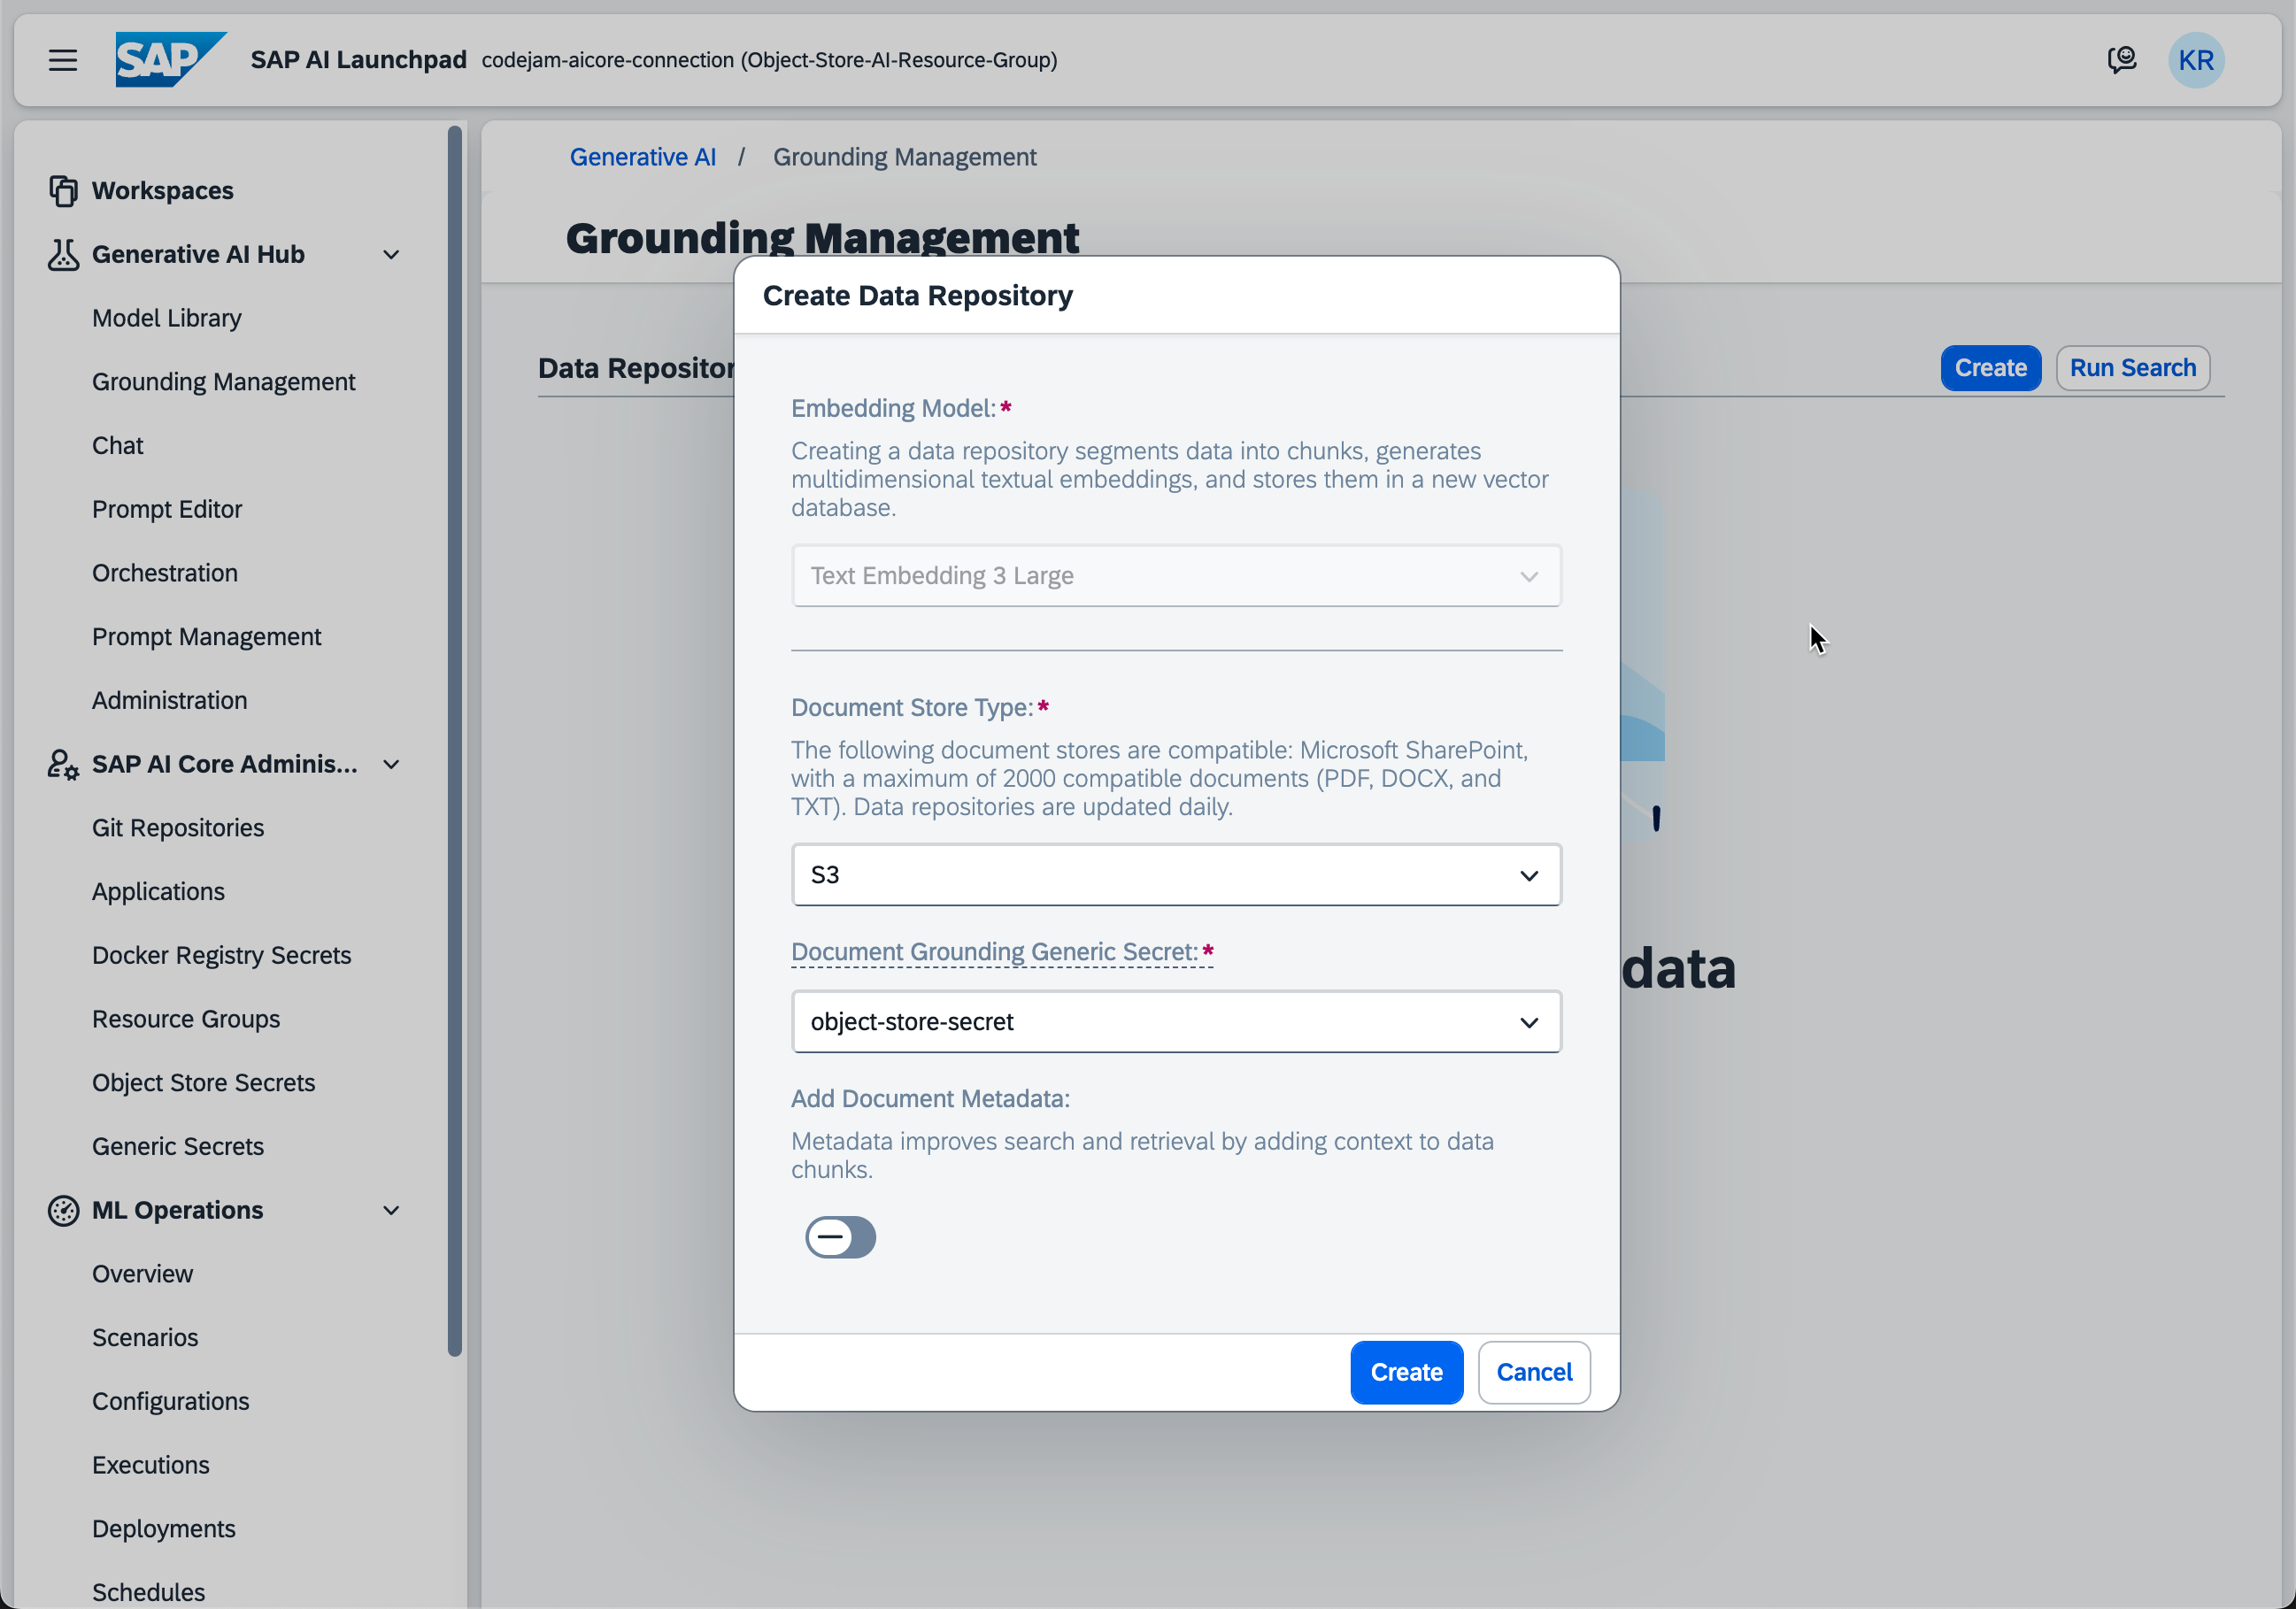 SAP
SAP AI Launchpad codejam-aicore-connection (Object-Store-AI-Resource-Group)
KR
Workspaces
Generative AI Hub
Model Library
Grounding Management
Chat
Prompt Editor
Orchestration
Prompt Management
Administration
SAP AI Core Adminis...
Git Repositories
Applications
Docker Registry Secrets
Resource Groups
Object Store Secrets
Generic Secrets
ML Operations
Overview
Scenarios
Configurations
Executions
Deployments
Schedules
Generative AI / Grounding Management
Grounding Management
Data Repositor
Create
Run Search
data
Create Data Repository
Embedding Model:*
Creating a data repository segments data into chunks, generates
multidimensional textual embeddings, and stores them in a new vector
database.
Text Embedding 3 Large
Document Store Type:*
The following document stores are compatible: Microsoft SharePoint,
with a maximum of 2000 compatible documents (PDF, DOCX, and
TXT). Data repositories are updated daily.
S3
Document Grounding Generic Secret:*
object-store-secret
Add Document Metadata:
Metadata improves search and retrieval by adding context to data
chunks.
Create
Cancel